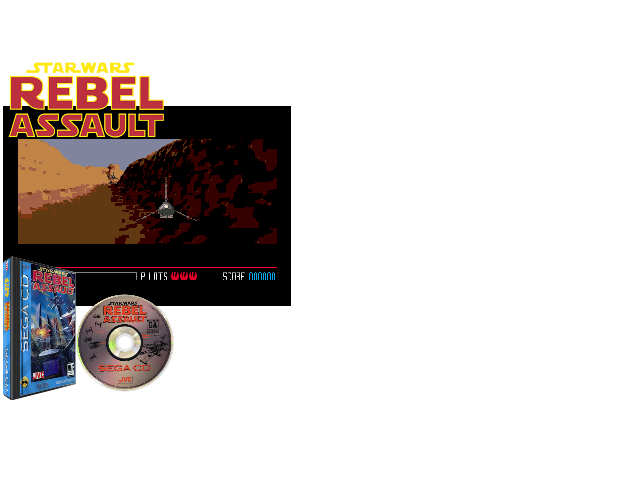 STAR WARS
REBEL
ASSAULT
PILOTS
SCORE 000000
STAR WARS
REBEL
ASSAULT
SEGA CD
JVC
STAR WARS
REBEL
ASSAULT
SEGA CD
JVC